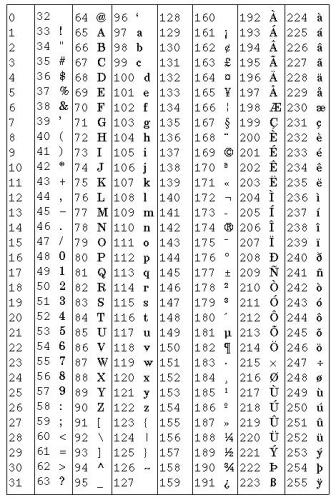 0 32 64 @ 96 ‘ 128 160 192 À 224 à
1 33 ! 65 A 97 a 129 161 ¡ 193 Á 225 á
2 34 " 66 B 98 b 130 162 ¢ 194 Â 226 â
3 35 # 67 C 99 c 131 163 £ 195 Ã 227 ã
4 36 $ 68 D 100 d 132 164 ¤ 196 Ä 228 ä
5 37 % 69 E 101 e 133 165 ¥ 197 Å 229 å
6 38 & 70 F 102 f 134 166 ¦ 198 Æ 230 æ
7 39 ' 71 G 103 g 135 167 § 199 Ç 231 ç
8 40 ( 72 H 104 h 136 168 ¨ 200 È 232 è
9 41 ) 73 I 105 i 137 169 © 201 É 233 é
10 42 * 74 J 106 j 138 170 ª 202 Ê 234 ê
11 43 + 75 K 107 k 139 171 « 203 Ë 235 ë
12 44 , 76 L 108 l 140 172 ¬ 204 Ì 236 ì
13 45 - 77 M 109 m 141 173 - 205 Í 237 í
14 46 . 78 N 110 n 142 174 ® 206 Î 238 î
15 47 / 79 O 111 o 143 175 ¯ 207 Ï 239 ï
16 48 0 80 P 112 p 144 176 ° 208 Ð 240 ð
17 49 1 81 Q 113 q 145 177 ± 209 Ñ 241 ñ
18 50 2 82 R 114 r 146 178 ² 210 Ò 242 ò
19 51 3 83 S 115 s 147 179 ³ 211 Ó 243 ó
20 52 4 84 T 116 t 148 180 ´ 212 Ô 244 ô
21 53 5 85 U 117 u 149 181 µ 213 Õ 245 õ
22 54 6 86 V 118 v 150 182 ¶ 214 Ö 246 ö
23 55 7 87 W 119 w 151 183 · 215 × 247 ÷
24 56 8 88 X 120 x 152 184 ¸ 216 Ø 248 ø
25 57 9 89 Y 121 y 153 185 ¹ 217 Ù 249 ù
26 58 : 90 Z 122 z 154 186 º 218 Ú 250 ú
27 59 ; 91 [ 123 { 155 187 » 219 Û 251 û
28 60 < 92 \ 124 | 156 188 ¼ 220 Ü 252 ü
29 61 = 93 ] 125 } 157 189 ½ 221 Ý 253 ý
30 62 > 94 ^ 126 ~ 158 190 ¾ 222 Þ 254 þ
31 63 ? 95 _ 127 159 191 ¿ 223 ß 255 ÿ